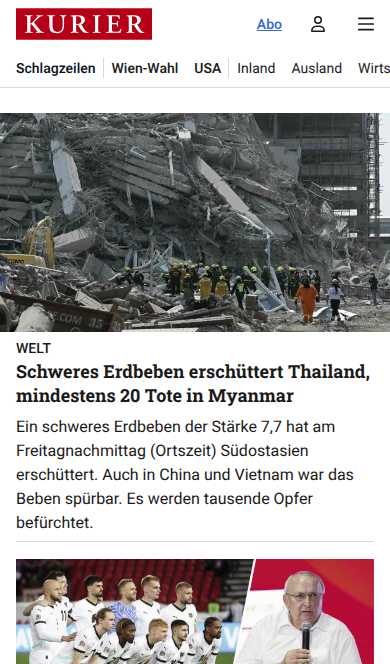 KURIER
Abo
Schlagzeilen Wien-Wahl USA Inland Ausland Wirts
WELT
Schweres Erdbeben erschüttert Thailand,
mindestens 20 Tote in Myanmar
Ein schweres Erdbeben der Stärke 7,7 hat am
Freitagnachmittag (Ortszeit) Südostasien
erschüttert. Auch in China und Vietnam war das
Beben spürbar. Es werden tausende Opfer
befürchtet.